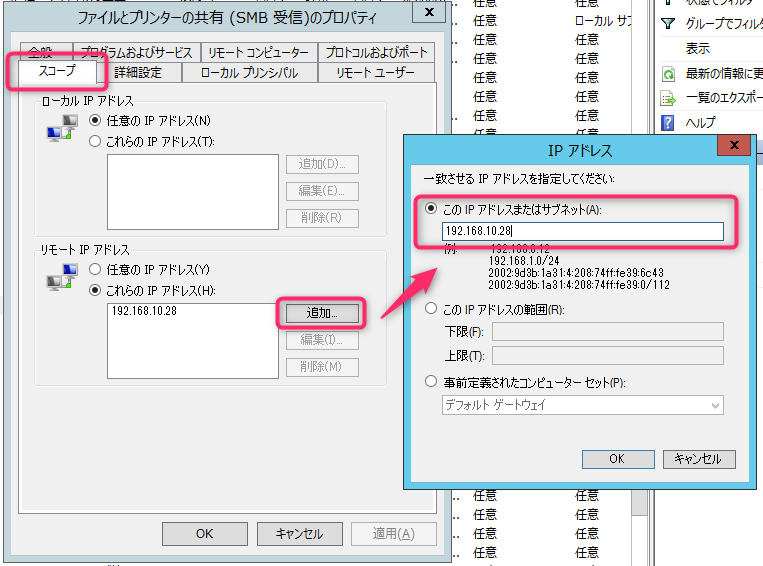 ファイルとプリンターの共有 (SMB 受信)のプロパティ
全般
プログラムおよびサービス
リモート コンピューター
プロトコルおよびポート
スコープ
詳細設定
ローカル プリンシパル
リモート ユーザー
ローカル IP アドレス
任意の IP アドレス(N)
これらの IP アドレス(T):
追加(D)...
編集(E)...
削除(R)
リモート IP アドレス
任意の IP アドレス(Y)
これらの IP アドレス(H):
192.168.10.28
追加...
編集(I)...
削除(M)
OK
キャンセル
適用(A)
IP アドレス
一致させる IP アドレスを指定してください:
この IP アドレスまたはサブネット(A):
192.168.10.28
例:
192.168.0.12
192.168.1.0/24
2002:9d3b:1a31:4:208:74ff:fe39:6c43
2002:9d3b:1a31:4:208:74ff:fe39:0/112
この IP アドレスの範囲(R):
下限(F):
上限(T):
事前定義されたコンピューター セット(P):
デフォルト ゲートウェイ
OK
キャンセル
任意
任意 ローカル サブ
任意 任意
任意 任意
任意 任意
任意 任意
任意 任意
任意 任意
任意 任意
任意 任意
任意 任意
任意 任意
状態でフィル
グループでフィル
表示
最新の情報に更
一覧のエクスポー
ヘルプ